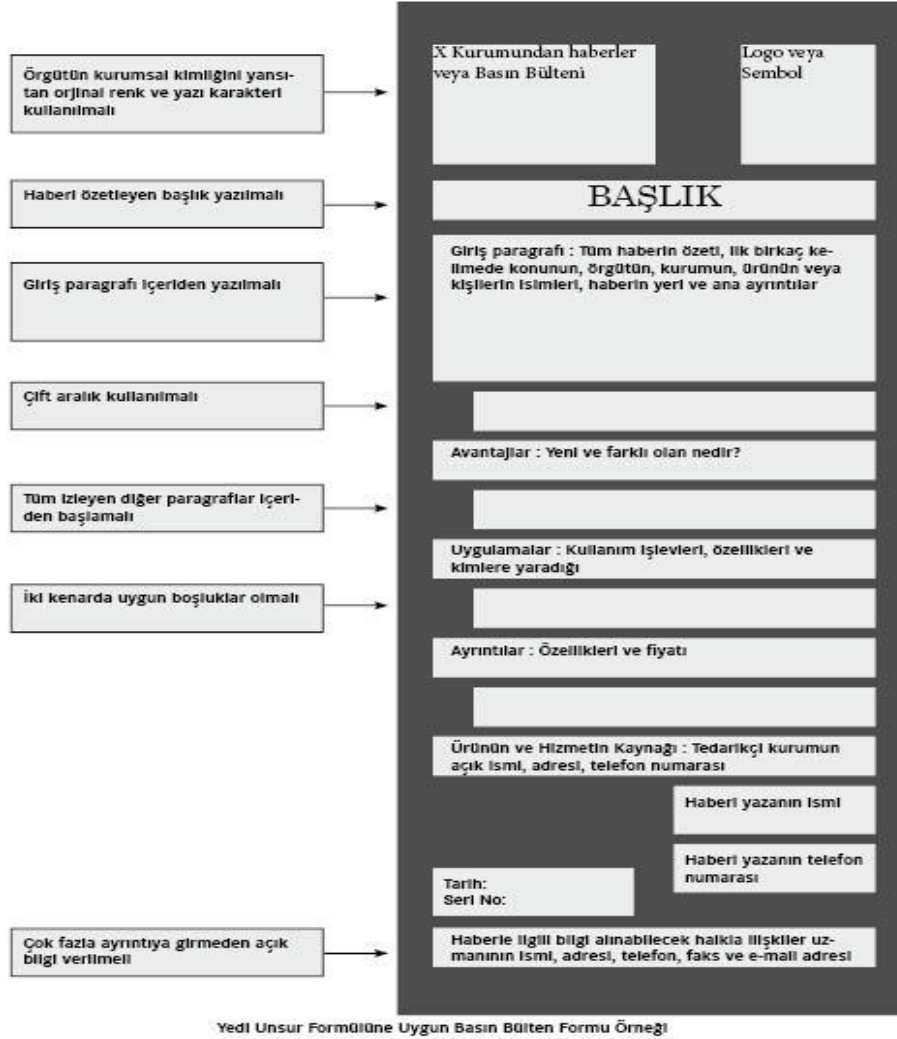 Örgütün kurumsal kimliğini yansı-
tan orjinal renk ve yazı karakteri
kullanılmalı
X Kurumundan haberler
veya Basın Bülteni
Logo veya
Sembol
Haberi özetleyen başlık yazılmalı
BAŞLIK
Giriş paragrafı içeriden yazılmalı
Giriş paragrafı : Tüm haberin özeti, ilk birkaç ke-
limede konunun, örgütün, kurumun, ürünün veya
kişilerin isimleri, haberin yeri ve ana ayrıntılar
Çift aralık kullanılmalı
Avantajlar : Yeni ve farklı olan nedir?
Tüm izleyen diğer paragraflar içeri-
den başlamalı
Uygulamalar : Kullanım işlevleri, özellikleri ve
kimlere yaradığı
İki kenarda uygun boşluklar olmalı
Ayrıntılar : Özellikleri ve fiyatı
Ürünün ve Hizmetin Kaynağı : Tedarikçi kurumun
açık ismi, adresi, telefon numarası
Haberi yazanın ismi
Haberi yazanın telefon
numarası
Tarih:
Seri No:
Çok fazla ayrıntıya girmeden açık
bilgi verilmeli
Haberle ilgili bilgi alınabilecek halkla ilişkiler uz-
manının ismi, adresi, telefon, faks ve e-mail adresi
Yedi Unsur Formülüne Uygun Basın Bülten Formu Örneği